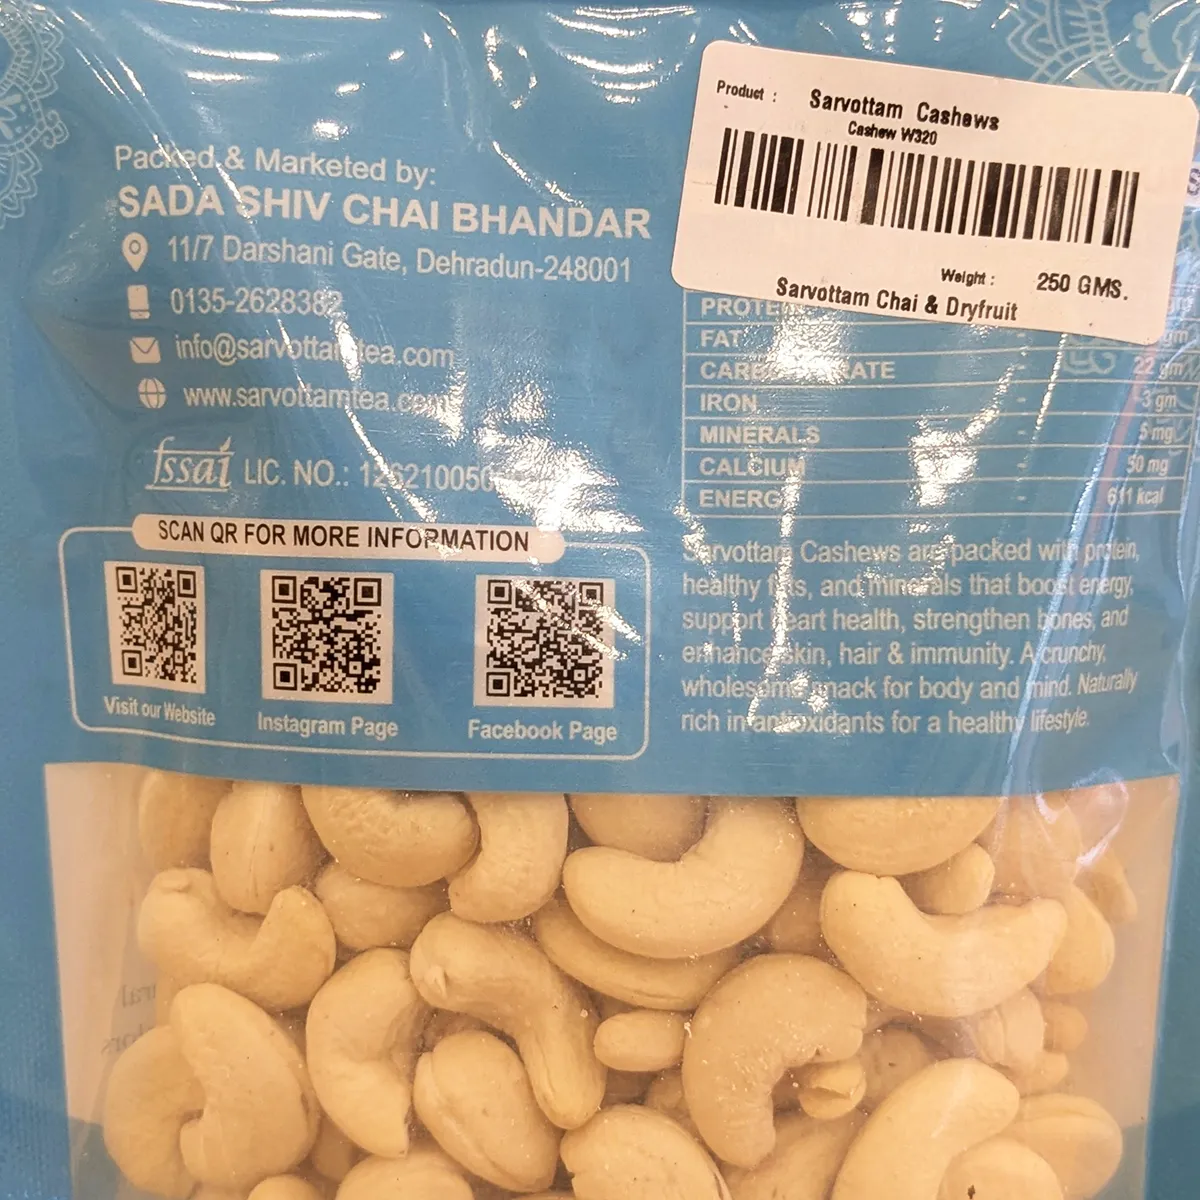 Packed & Marketed by:
SADA SHIV CHAI BHANDAR
11/7 Darshani Gate, Dehradun-248001
0135-2628382
info@sarvottamtea.com
www.sarvottamtea.com
fssai LIC. NO.:
SCAN QR FOR MORE INFORMATION
Visit our Website
Instagram Page
Facebook Page
Product : Sarvottam Cashews
Cashew W320
Weight : 250 GMS.
Sarvottam Chai & Dryfruit
FAT
CARBOHYDRATE - 22 gm
IRON - 3 gm
MINERALS - 5 mg
CALCIUM - 50 mg
ENERGY - 611 kcal
Sarvottam Cashews are packed with protein,
healthy fats, and minerals that boost energy,
support heart health, strengthen bones, and
enhance skin, hair & immunity. A crunchy,
wholesome snack for body and mind. Naturally
rich in antioxidants for a healthy lifestyle.